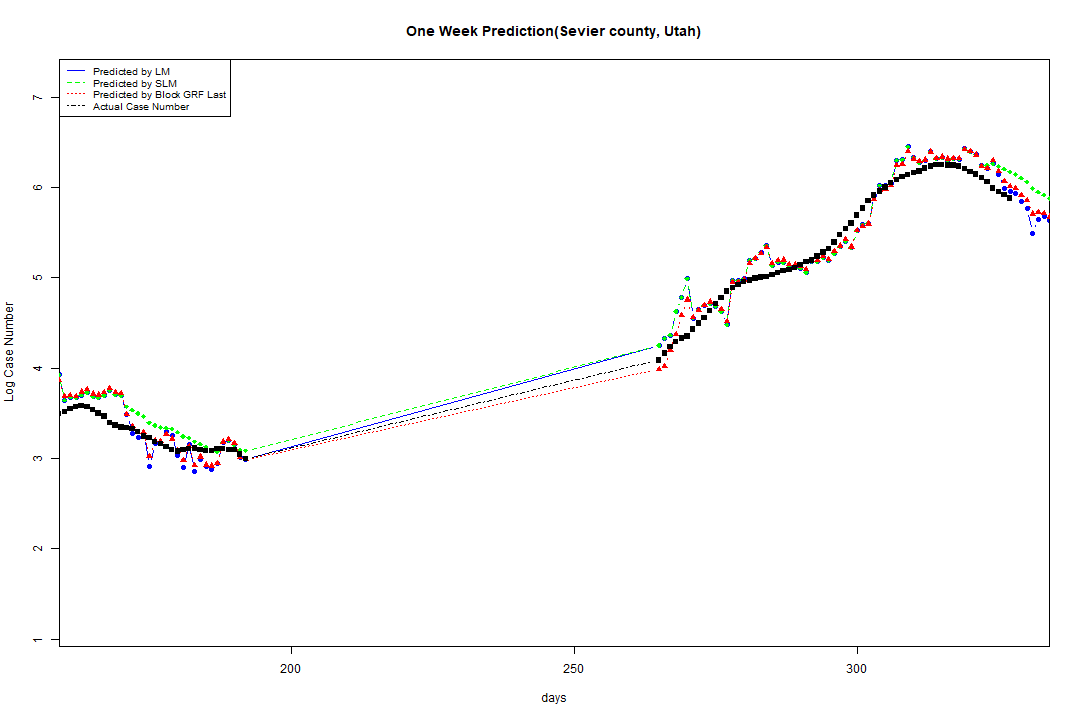 One Week Prediction(Sevier county, Utah)
Predicted by LM
Predicted by SLM
Predicted by Block GRF Last
Actual Case Number
7
6
5
4
3
2
1
Log Case Number
200
250
300
days